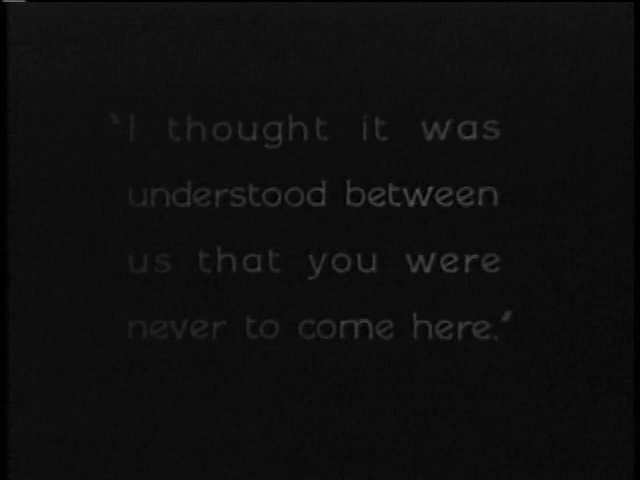 "I thought it was
understood between
us that you were
never to come here."